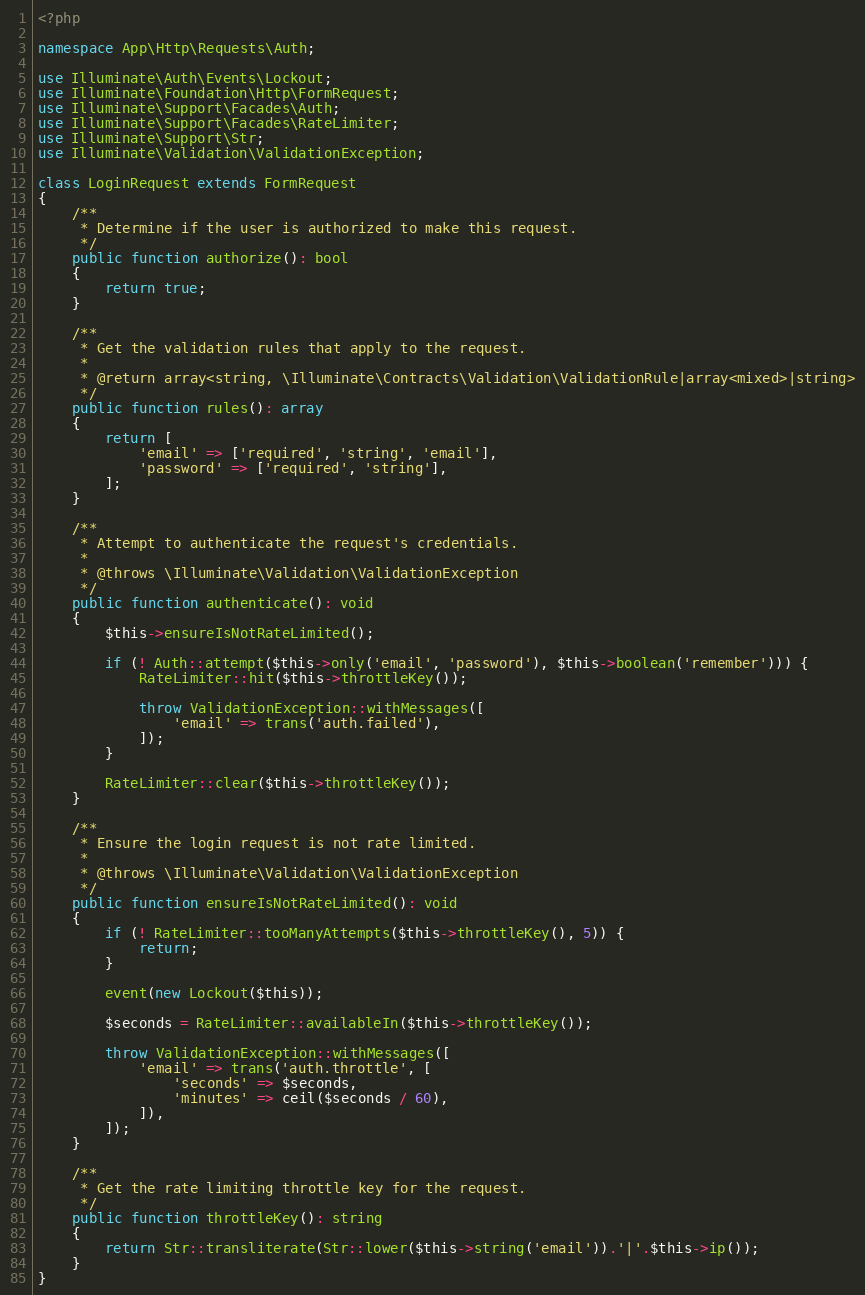 1 <?php
2
3 namespace App\Http\Requests\Auth;
4
5 use Illuminate\Auth\Events\Lockout;
6 use Illuminate\Foundation\Http\FormRequest;
7 use Illuminate\Support\Facades\Auth;
8 use Illuminate\Support\Facades\RateLimiter;
9 use Illuminate\Support\Str;
10 use Illuminate\Validation\ValidationException;
11
12 class LoginRequest extends FormRequest
13 {
14     /**
15      * Determine if the user is authorized to make this request.
16      */
17     public function authorize(): bool
18     {
19         return true;
20     }
21
22     /**
23      * Get the validation rules that apply to the request.
24      *
25      * @return array<string, \Illuminate\Contracts\Validation\ValidationRule|array<mixed>|string>
26      */
27     public function rules(): array
28     {
29         return [
30             'email' => ['required', 'string', 'email'],
31             'password' => ['required', 'string'],
32         ];
33     }
34
35     /**
36      * Attempt to authenticate the request's credentials.
37      *
38      * @throws \Illuminate\Validation\ValidationException
39      */
40     public function authenticate(): void
41     {
42         $this->ensureIsNotRateLimited();
43
44         if (! Auth::attempt($this->only('email', 'password'), $this->boolean('remember'))) {
45             RateLimiter::hit($this->throttleKey());
46
47             throw ValidationException::withMessages([
48                 'email' => trans('auth.failed'),
49             ]);
50         }
51
52         RateLimiter::clear($this->throttleKey());
53     }
54
55     /**
56      * Ensure the login request is not rate limited.
57      *
58      * @throws \Illuminate\Validation\ValidationException
59      */
60     public function ensureIsNotRateLimited(): void
61     {
62         if (! RateLimiter::tooManyAttempts($this->throttleKey(), 5)) {
63             return;
64         }
65
66         event(new Lockout($this));
67
68         $seconds = RateLimiter::availableIn($this->throttleKey());
69
70         throw ValidationException::withMessages([
71             'email' => trans('auth.throttle', [
72                 'seconds' => $seconds,
73                 'minutes' => ceil($seconds / 60),
74             ]),
75         ]);
76     }
77
78     /**
79      * Get the rate limiting throttle key for the request.
80      */
81     public function throttleKey(): string
82     {
83         return Str::transliterate(Str::lower($this->string('email')).'|'.$this->ip());
84     }
85 }